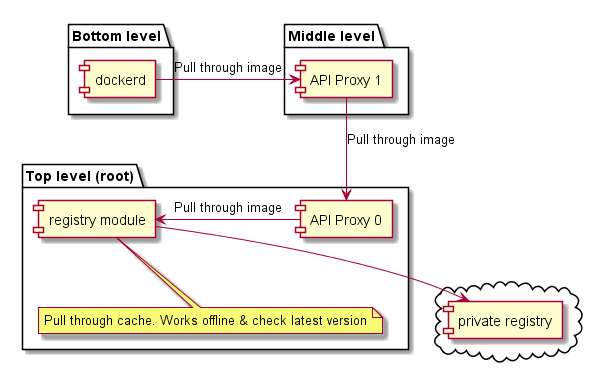 Bottom level
Middle level
dockerd
Pull through image
API Proxy 1
Pull through image
Top level (root)
registry module
Pull through image
API Proxy 0
Pull through cache. Works offline & check latest version
private registry